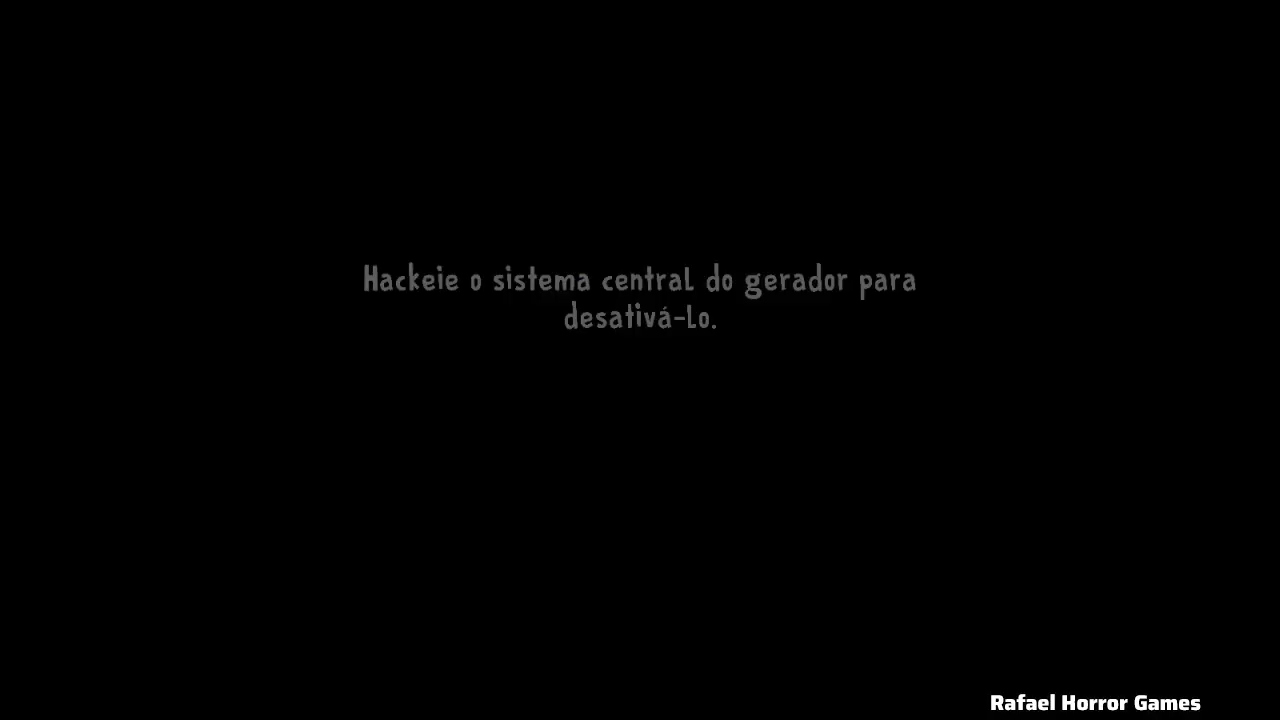 Hackeie o sistema central do gerador para
desativá-lo.
Rafael Horror Games